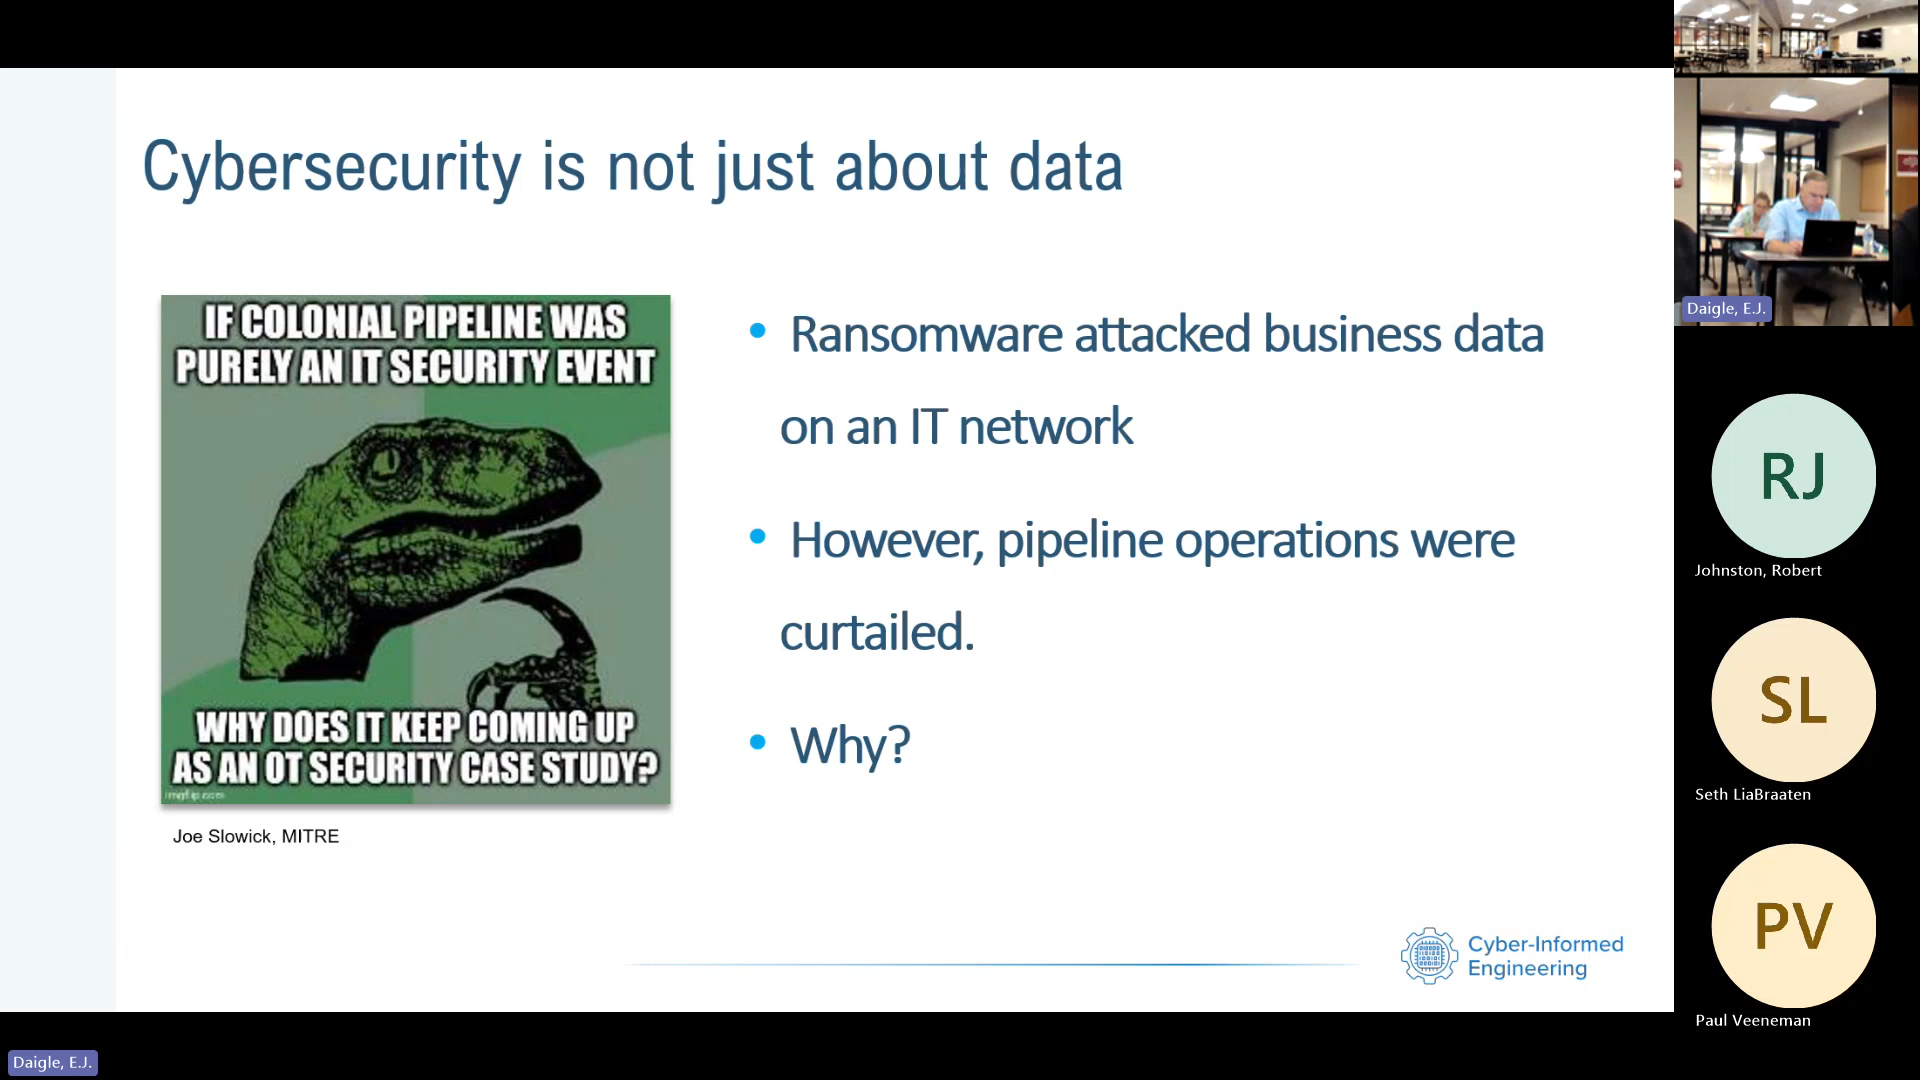 Cybersecurity is not just about data
IF COLONIAL PIPELINE WAS
PURELY AN IT SECURITY EVENT
WHY DOES IT KEEP COMING UP
AS AN OT SECURITY CASE STUDY?
imgflip.com
Joe Slowick, MITRE
• Ransomware attacked business data
on an IT network
• However, pipeline operations were
curtailed.
• Why?
Cyber-Informed
Engineering
Daigle, E.J.
RJ
Johnston, Robert
SL
Seth LiaBraaten
PV
Paul Veeneman
Daigle, E.J.